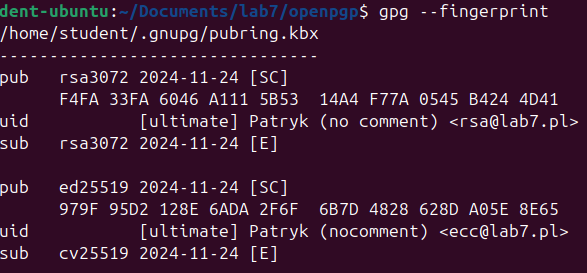 dent-ubuntu:~/Documents/lab7/openpgp$ gpg --fingerprint
/home/student/.gnupg/pubring.kbx
--------------------------------
pub   rsa3072 2024-11-24 [SC]
      F4FA 33FA 6046 A111 5B53  14A4 F77A 0545 B424 4D41
uid           [ultimate] Patryk (no comment) <rsa@lab7.pl>
sub   rsa3072 2024-11-24 [E]

pub   ed25519 2024-11-24 [SC]
      979F 95D2 128E 6ADA 2F6F  6B7D 4828 628D A05E 8E65
uid           [ultimate] Patryk (nocomment) <ecc@lab7.pl>
sub   cv25519 2024-11-24 [E]